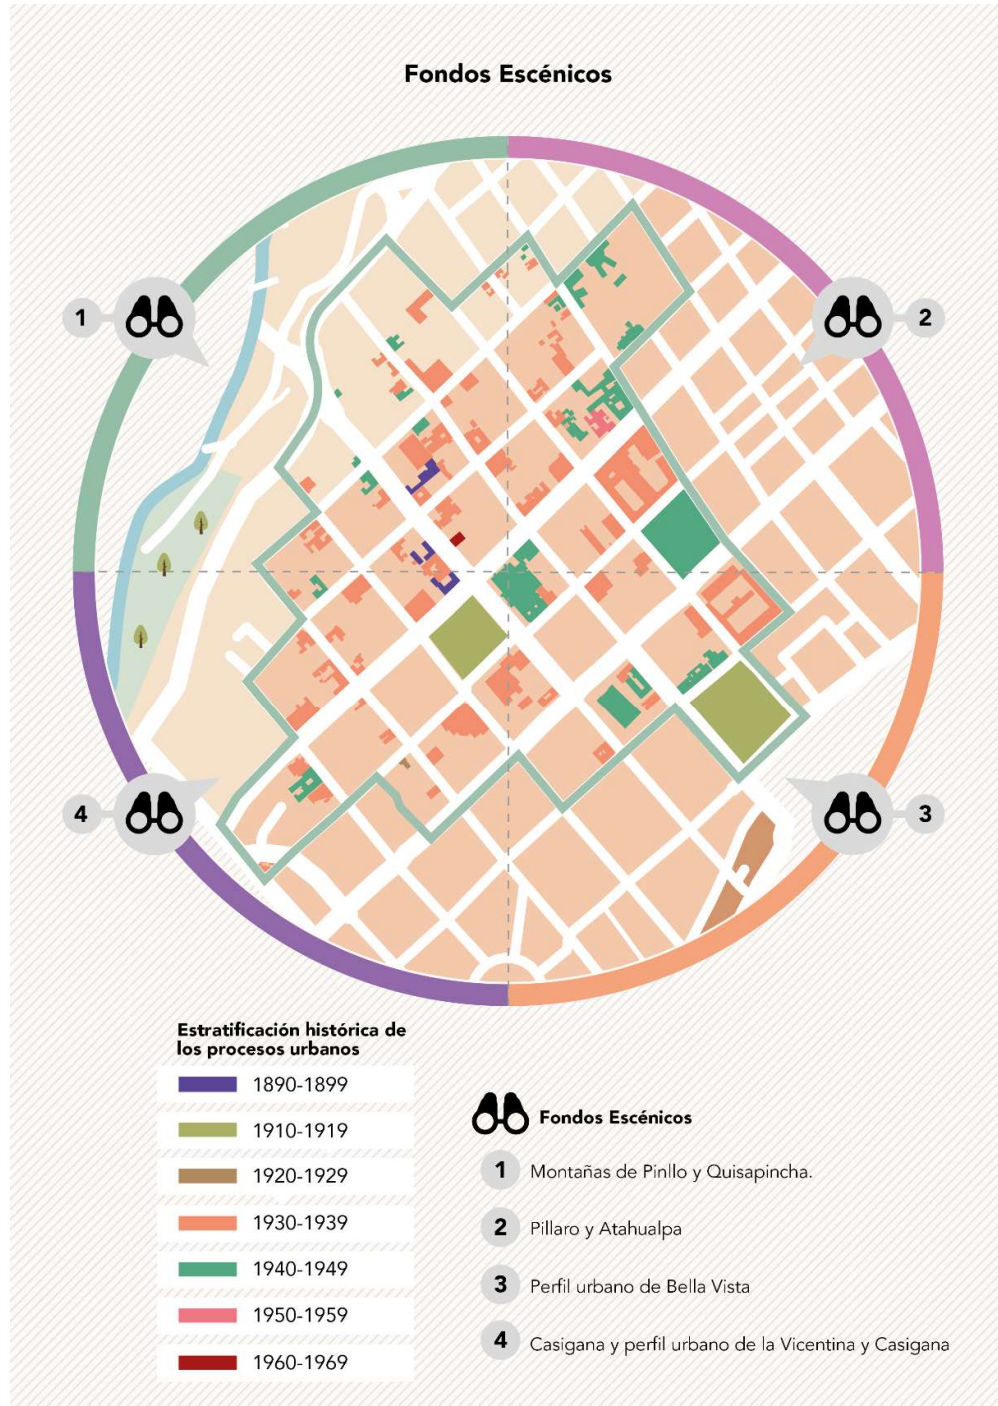 Fondos Escénicos
1
2
4
3
Estratificación histórica de
los procesos urbanos
1890-1899
1910-1919
1920-1929
1930-1939
1940-1949
1950-1959
1960-1969
Fondos Escénicos
1 Montañas de Pinllo y Quisapincha.
2 Pillaro y Atahualpa
3 Perfil urbano de Bella Vista
4 Casigana y perfil urbano de la Vicentina y Casigana